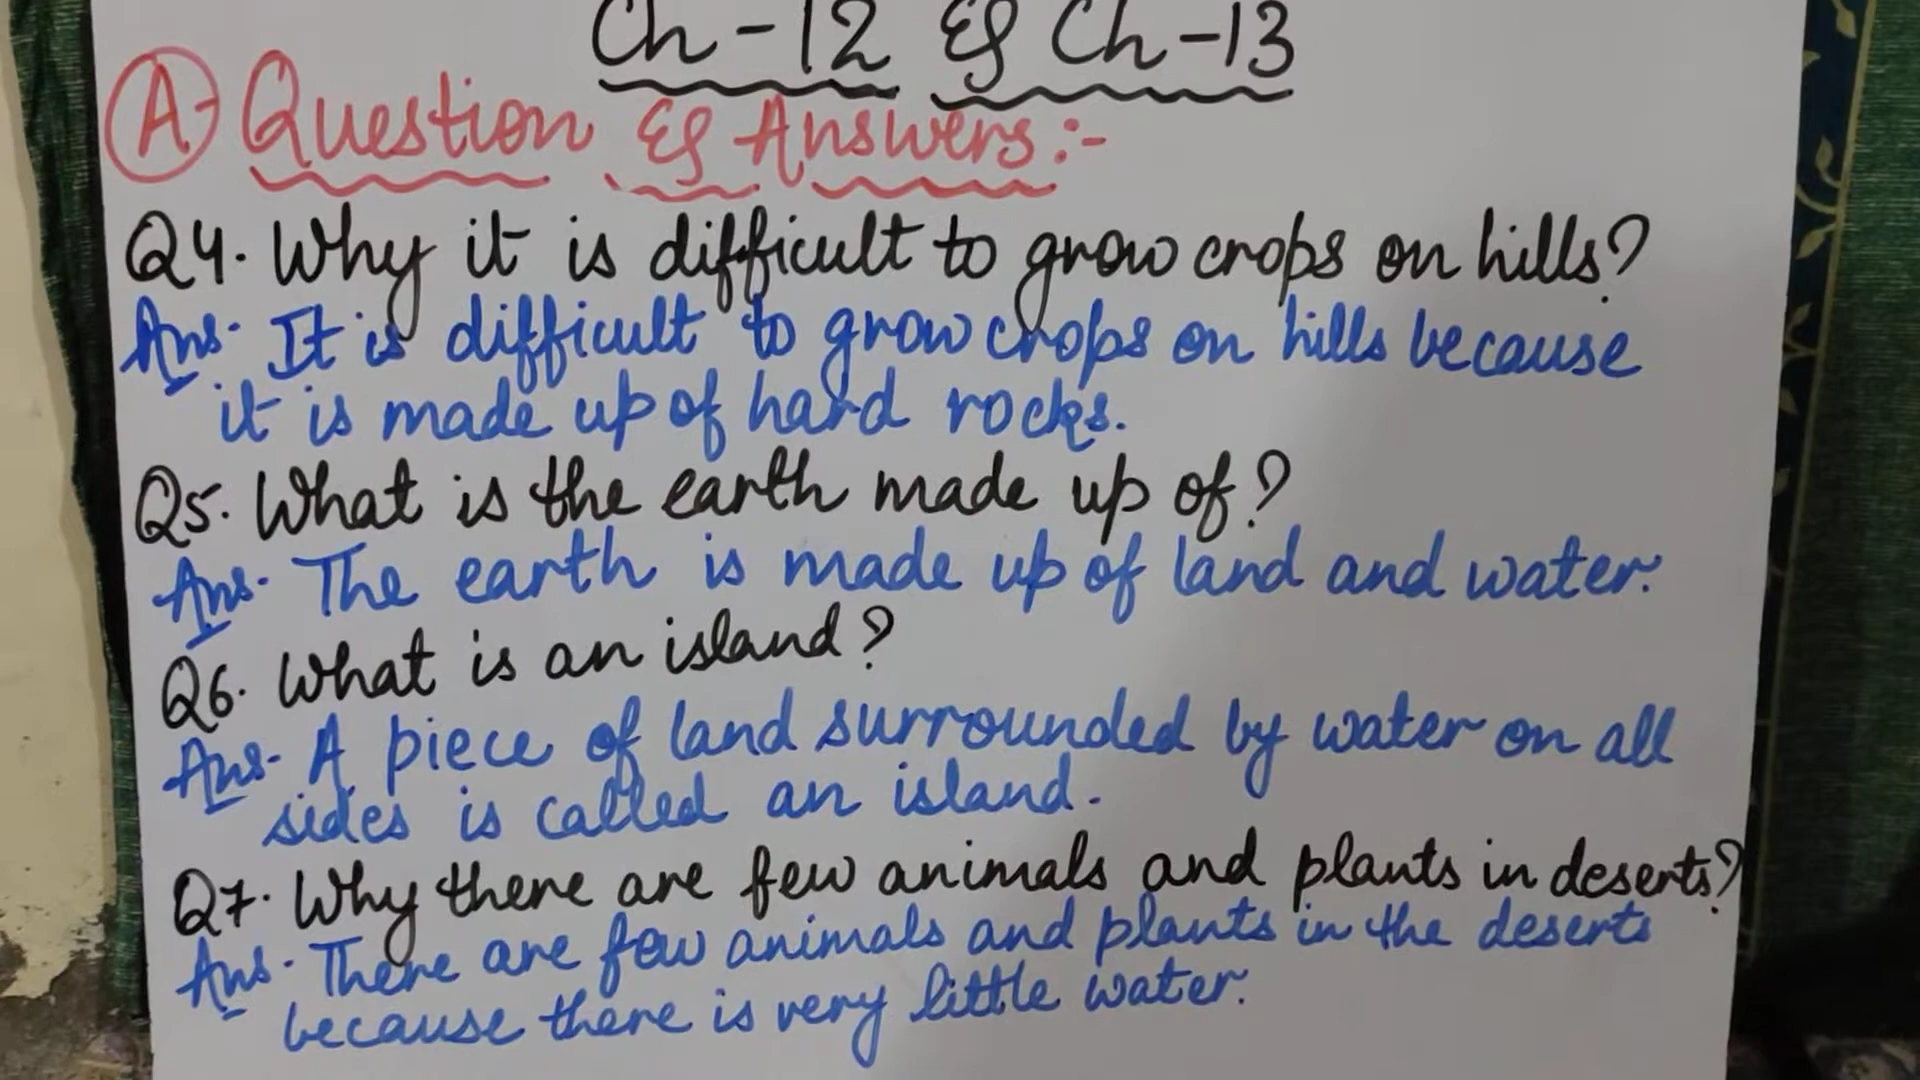 Ch-12 & Ch-13
A- Question & Answers:-
Q4. Why it is difficult to grow crops on hills?
Ans- It is difficult to grow crops on hills because
it is made up of hard rocks.
Q5. What is the earth made up of?
Ans- The earth is made up of land and water.
Q6. What is an island?
Ans- A piece of land surrounded by water on all
sides is called an island.
Q7. Why there are few animals and plants in deserts?
Ans- There are few animals and plants in the deserts
because there is very little water.